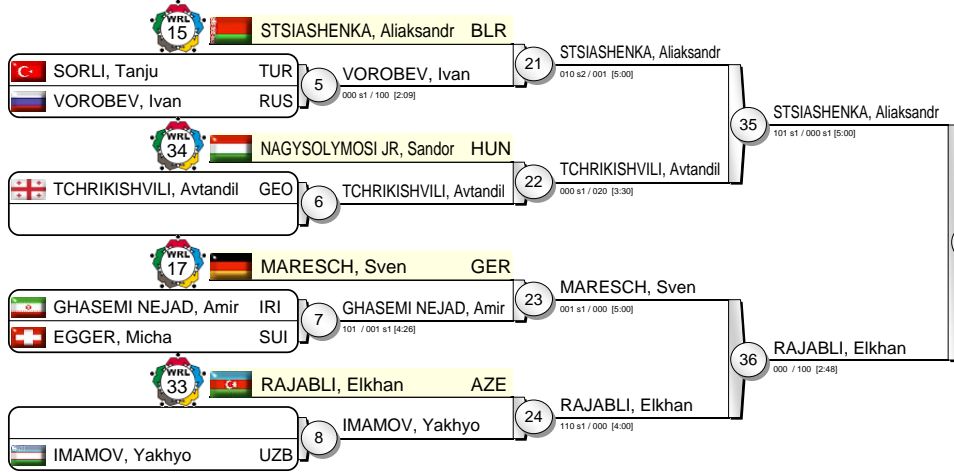 WRL
15
STSIASHENKA, Aliaksandr BLR
SORLI, Tanju TUR
VOROBEV, Ivan RUS
5
VOROBEV, Ivan
000 s1 / 100 [2:09]
21
STSIASHENKA, Aliaksandr
010 s2 / 001 [5:00]
WRL
34
NAGYSOLYMOSI JR, Sandor HUN
TCHRIKISHVILI, Avtandil GEO
6
TCHRIKISHVILI, Avtandil
22
TCHRIKISHVILI, Avtandil
000 s1 / 020 [3:30]
35
STSIASHENKA, Aliaksandr
101 s1 / 000 s1 [5:00]
WRL
17
MARESCH, Sven GER
GHASEMI NEJAD, Amir IRI
EGGER, Micha SUI
7
GHASEMI NEJAD, Amir
101 / 001 s1 [4:26]
23
MARESCH, Sven
001 s1 / 000 [5:00]
WRL
33
RAJABLI, Elkhan AZE
IMAMOV, Yakhyo UZB
8
IMAMOV, Yakhyo
24
RAJABLI, Elkhan
110 s1 / 000 [4:00]
36
RAJABLI, Elkhan
000 / 100 [2:48]